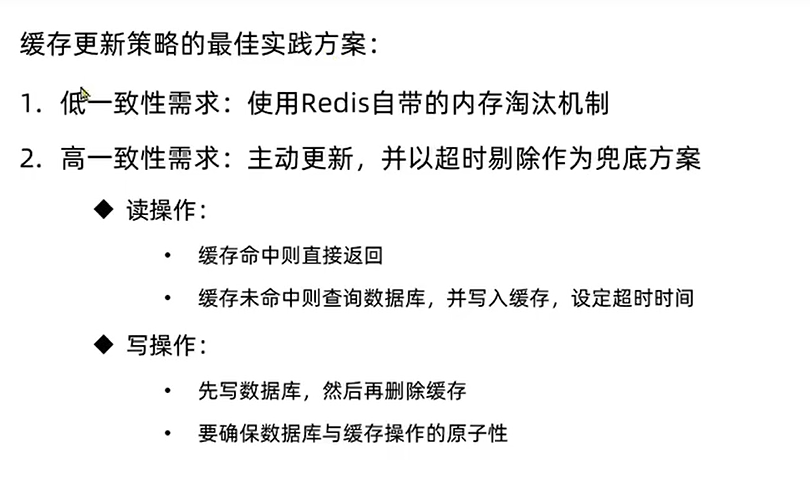 缓存更新策略的最佳实践方案：
1. 低一致性需求：使用Redis自带的内存淘汰机制
2. 高一致性需求：主动更新，并以超时剔除作为兜底方案
◆ 读操作：
• 缓存命中则直接返回
• 缓存未命中则查询数据库，并写入缓存，设定超时时间
◆ 写操作：
• 先写数据库，然后再删除缓存
• 要确保数据库与缓存操作的原子性